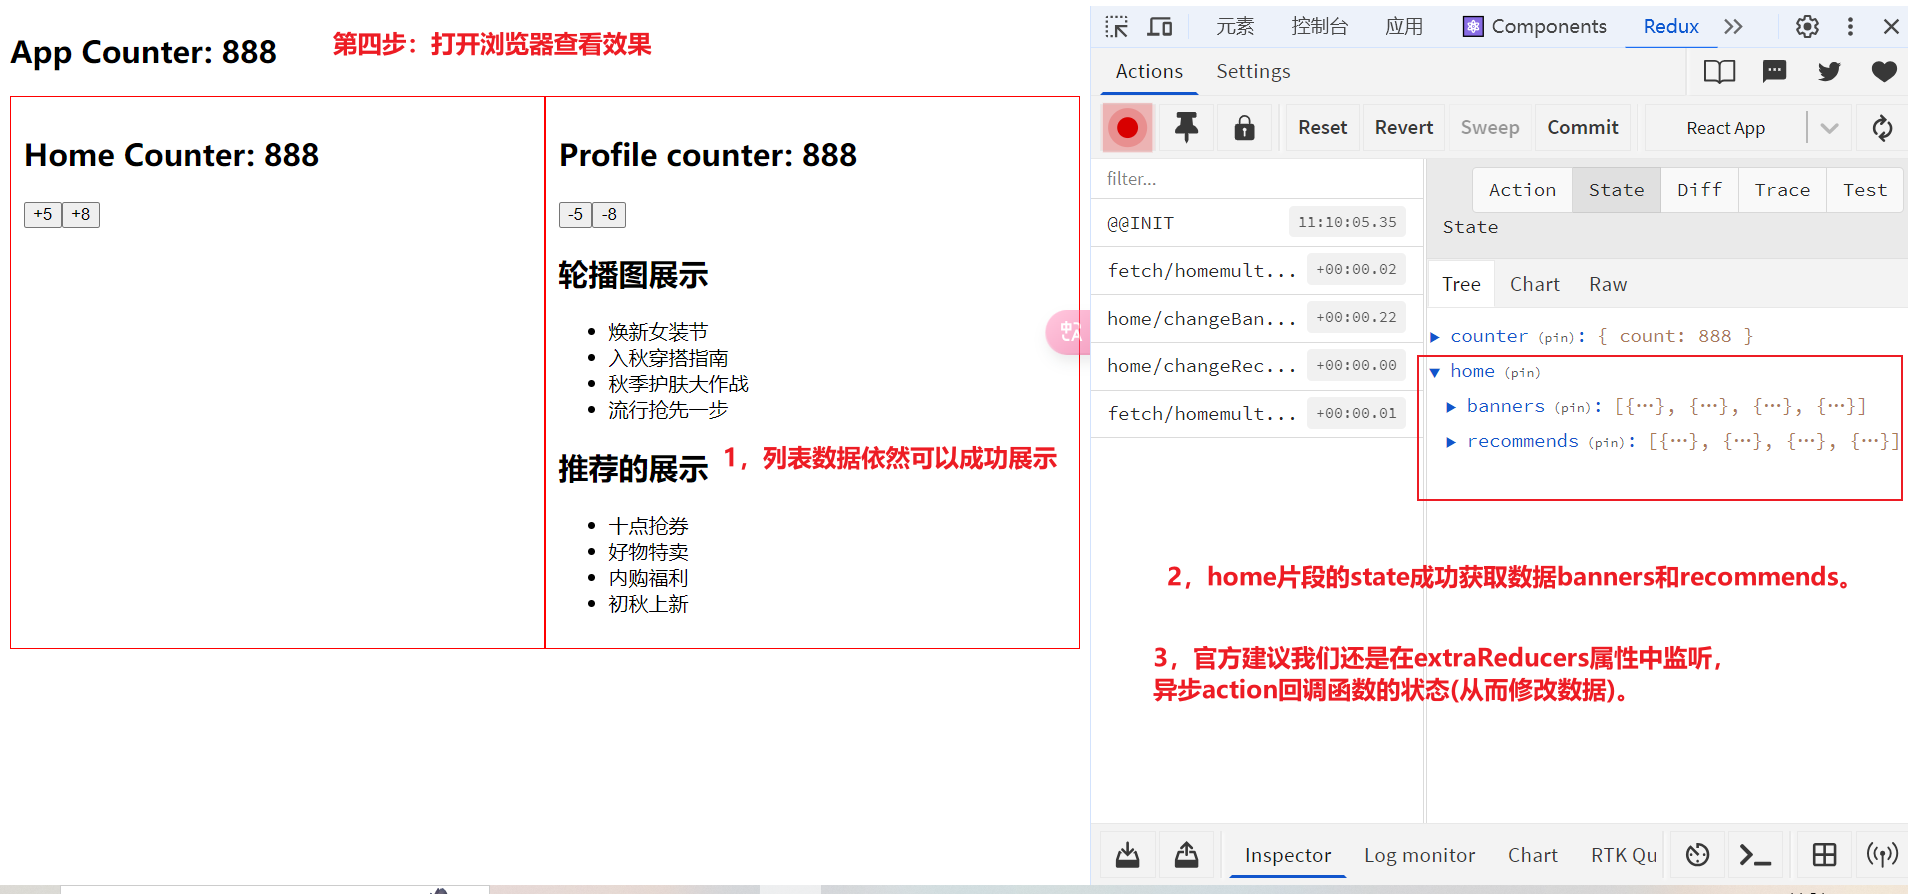 App Counter: 888
第四步：打开浏览器查看效果
Home Counter: 888
+5
+8
Profile counter: 888
-5
-8
轮播图展示
焕新女装节
入秋穿搭指南
秋季护肤大作战
流行抢先一步
推荐的展示
1，列表数据依然可以成功展示
十点抢券
好物特卖
内购福利
初秋上新
元素
控制台
应用
Components
Redux
Actions
Settings
Reset
Revert
Sweep
Commit
React App
filter...
@@INIT
11:10:05.35
fetch/homemult...
+00:00.02
home/changeBan...
+00:00.22
home/changeRec...
+00:00.00
fetch/homemult...
+00:00.01
Action
State
Diff
Trace
Test
State
Tree
Chart
Raw
counter (pin): { count: 888 }
home (pin)
banners (pin): [{…}, {…}, {…}, {…}]
recommends (pin): [{…}, {…}, {…}, {…}]
2，home片段的state成功获取数据banners和recommends。
3，官方建议我们还是在extraReducers属性中监听，
异步action回调函数的状态(从而修改数据)。
Inspector
Log monitor
Chart
RTK Qu